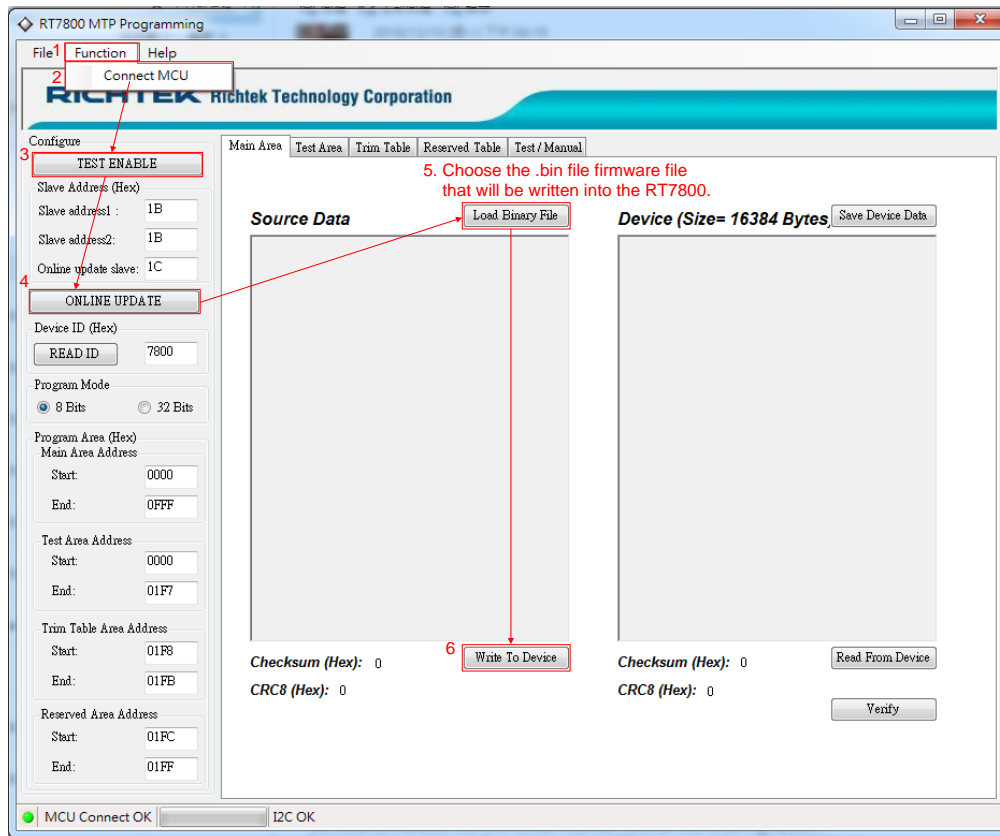 RT7800 MTP Programming
File 1 Function Help
2 Connect MCU
RICHTEK Richtek Technology Corporation
Configure
3 TEST ENABLE
Slave Address (Hex)
Slave address1 : 1B
Slave address2: 1B
Online update slave: 1C
4 ONLINE UPDATE
Device ID (Hex)
READ ID 7800
Program Mode
8 Bits 32 Bits
Program Area (Hex)
Main Area Address
Start: 0000
End: 0FFF
Test Area Address
Start: 0000
End: 01F7
Trim Table Area Address
Start: 01F8
End: 01FB
Reserved Area Address
Start: 01FC
End: 01FF
Main Area Test Area Trim Table Reserved Table Test / Manual
5. Choose the .bin file firmware file
that will be written into the RT7800.
Source Data Load Binary File Device (Size= 16384 Bytes) Save Device Data
Checksum (Hex): 0 6 Write To Device Checksum (Hex): 0 Read From Device
CRC8 (Hex): 0 CRC8 (Hex): 0
Verify
MCU Connect OK I2C OK